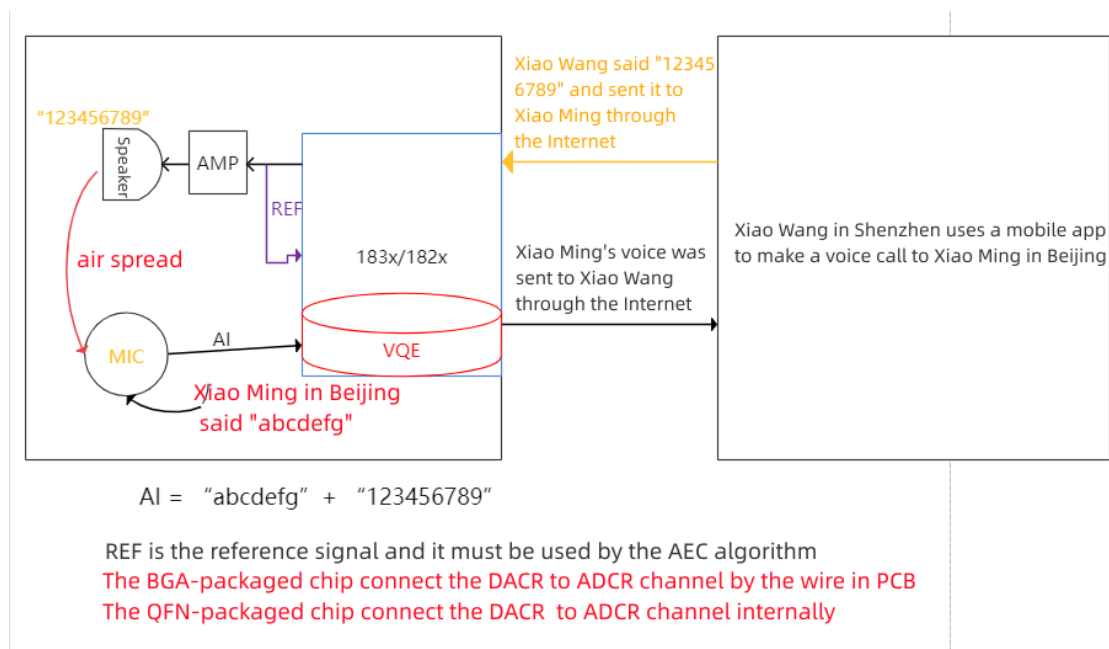 Xiao Wang said "12345
6789" and sent it to
Xiao Ming through
the Internet
“123456789”
Speaker
AMP
REF
air spread
183x/182x
Xiao Ming's voice was
sent to Xiao Wang
through the Internet
Xiao Wang in Shenzhen uses a mobile app
to make a voice call to Xiao Ming in Beijing
MIC
AI
VQE
Xiao Ming in Beijing
said "abcdefg"
AI = “abcdefg” + “123456789”
REF is the reference signal and it must be used by the AEC algorithm
The BGA-packaged chip connect the DACR to ADCR channel by the wire in PCB
The QFN-packaged chip connect the DACR to ADCR channel internally